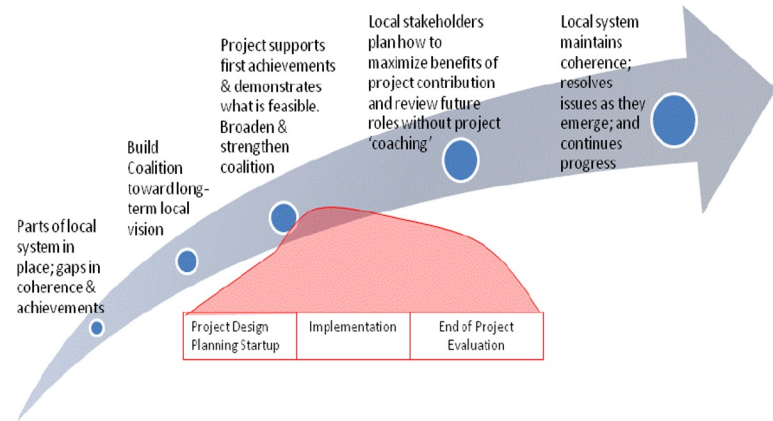 Parts of local
system in
place; gaps in
coherence &
achievements
Build
Coalition
toward long-
term local
vision
Project supports
first achievements
& demonstrates
what is feasible.
Broaden &
strengthen
coalition
Local stakeholders
plan how to
maximize benefits of
project contribution
and review future
roles without project
'coaching'
Local system
maintains
coherence;
resolves
issues as they
emerge; and
continues
progress
Project Design
Planning Startup
Implementation
End of Project
Evaluation